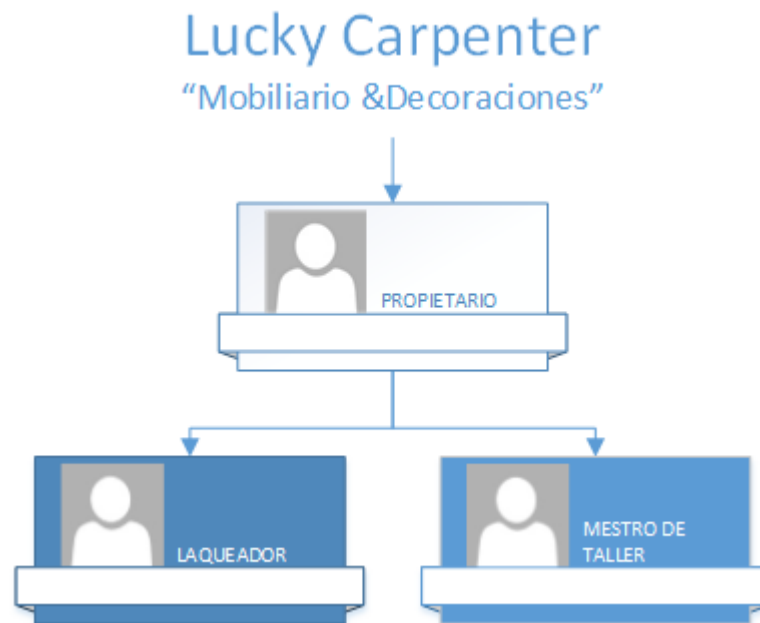 Lucky Carpenter
“Mobiliario &Decoraciones”
PROPIETARIO
LAQUEADOR
MESTRO DE
TALLER